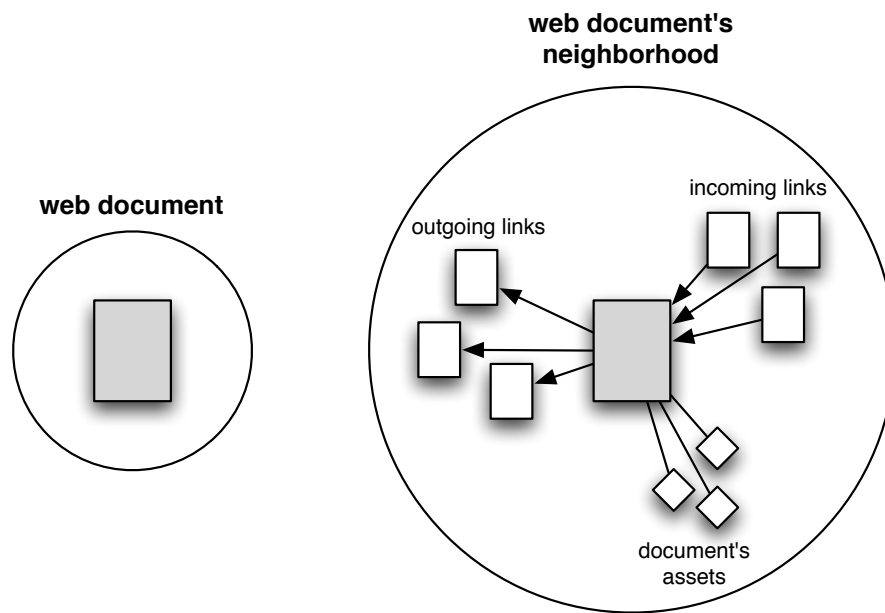 web document's
neighborhood
web document
incoming links
outgoing links
document's
assets